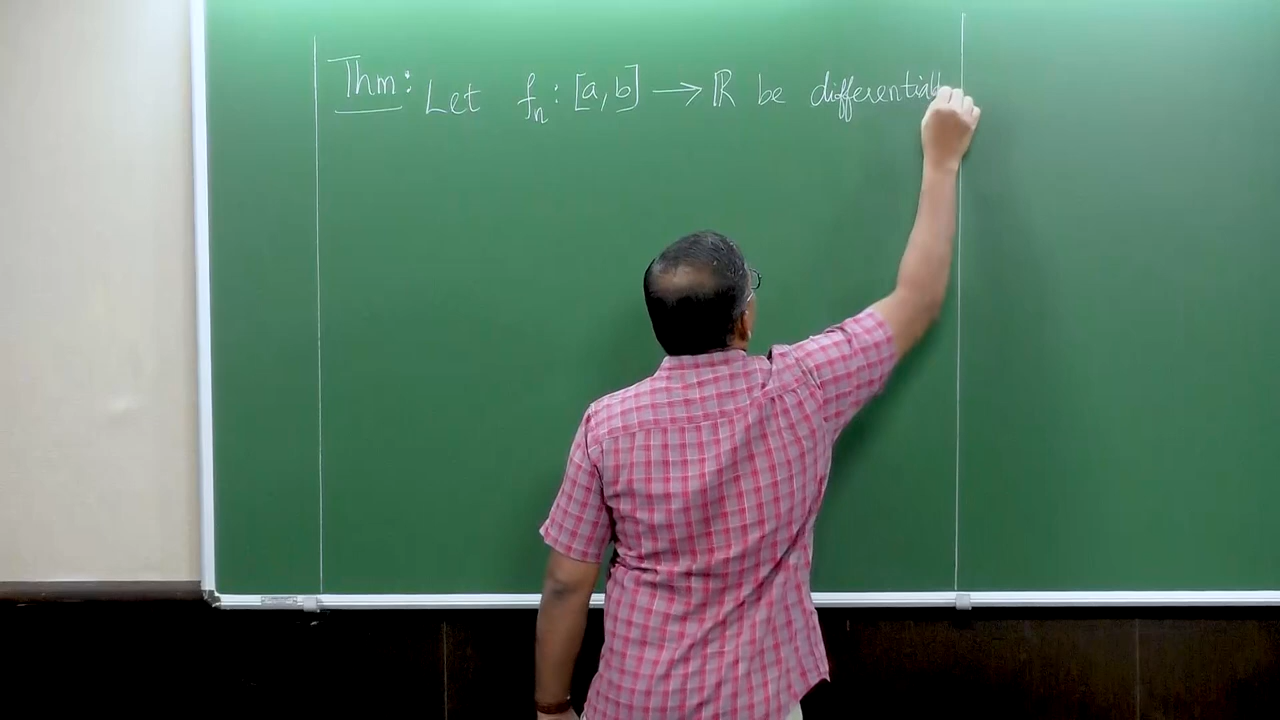 Thm: Let fₙ : [a, b] → ℝ be differentiab